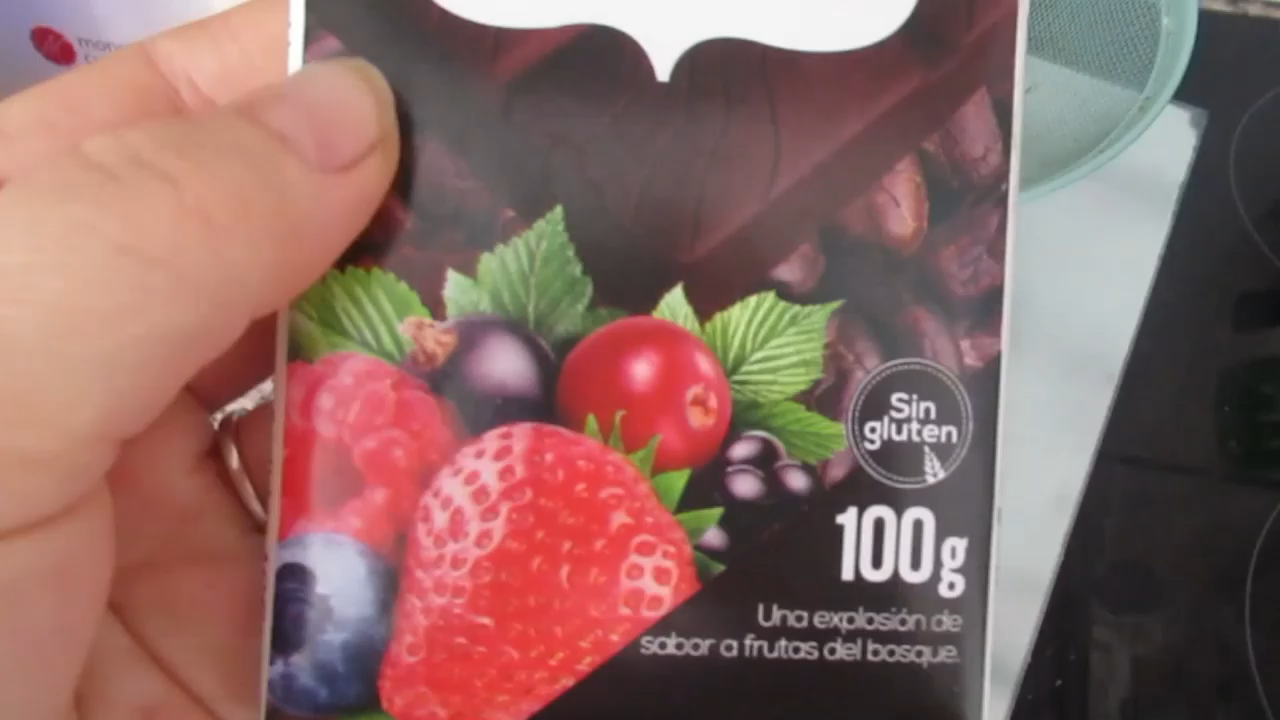 Sin
gluten
100g
Una explosión de
sabor a frutas del bosque.